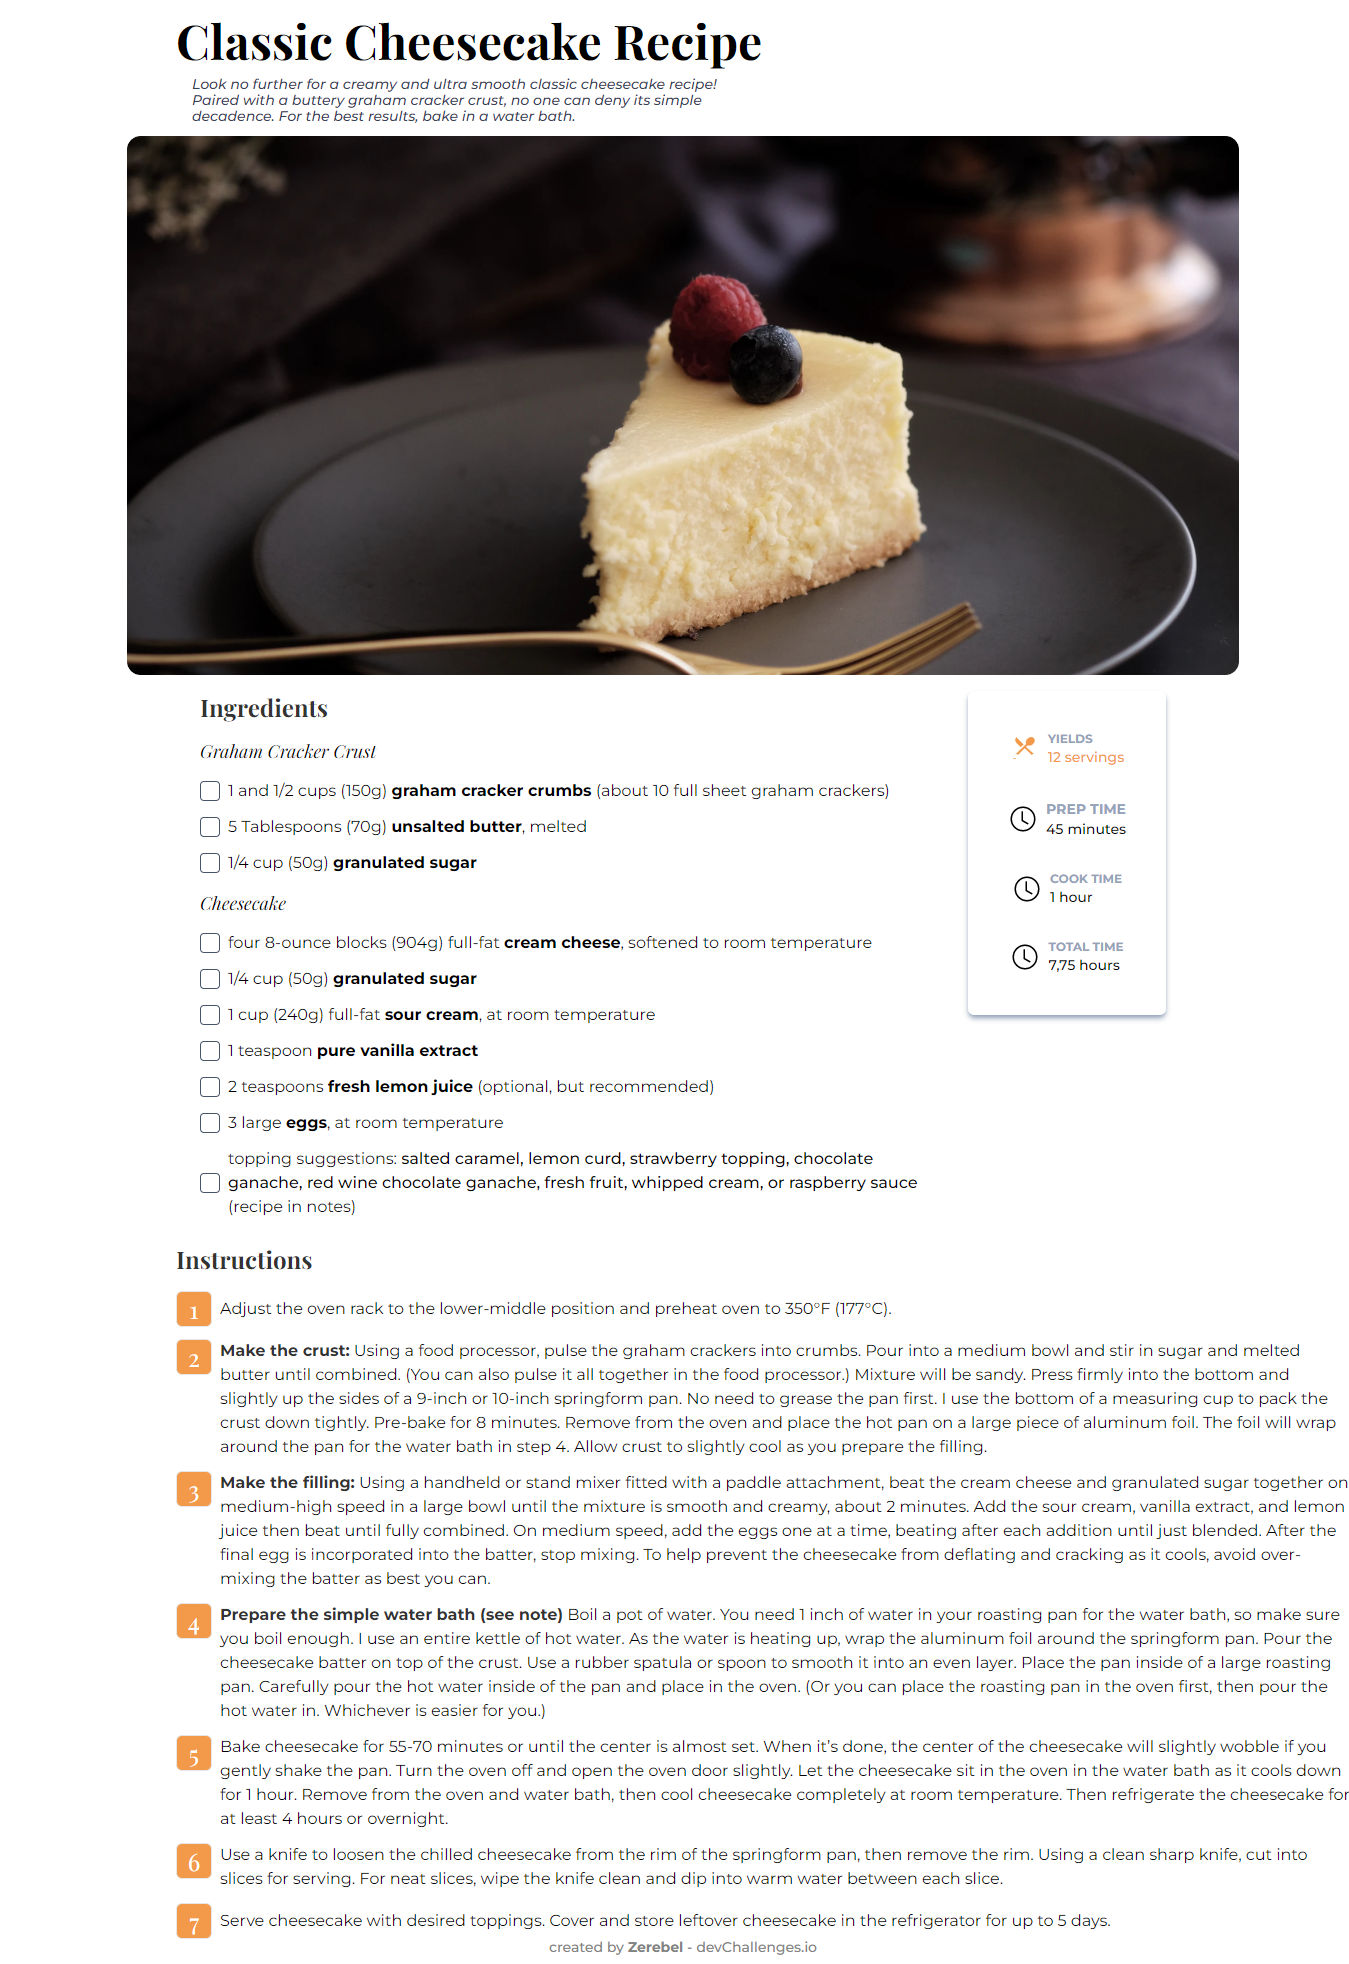 Classic Cheesecake Recipe
Look no further for a creamy and ultra smooth classic cheesecake recipe!
Paired with a buttery graham cracker crust, no one can deny its simple
decadence. For the best results, bake in a water bath.
Ingredients
Graham Cracker Crust
1 and 1/2 cups (150g) graham cracker crumbs (about 10 full sheet graham crackers)
5 Tablespoons (70g) unsalted butter, melted
1/4 cup (50g) granulated sugar
Cheesecake
four 8-ounce blocks (904g) full-fat cream cheese, softened to room temperature
1/4 cup (50g) granulated sugar
1 cup (240g) full-fat sour cream, at room temperature
1 teaspoon pure vanilla extract
2 teaspoons fresh lemon juice (optional, but recommended)
3 large eggs, at room temperature
topping suggestions: salted caramel, lemon curd, strawberry topping, chocolate
ganache, red wine chocolate ganache, fresh fruit, whipped cream, or raspberry sauce
(recipe in notes)
YIELDS
12 servings
PREP TIME
45 minutes
COOK TIME
1 hour
TOTAL TIME
7,75 hours
Instructions
1 Adjust the oven rack to the lower-middle position and preheat oven to 350°F (177°C).
2 Make the crust: Using a food processor, pulse the graham crackers into crumbs. Pour into a medium bowl and stir in sugar and melted
butter until combined. (You can also pulse it all together in the food processor.) Mixture will be sandy. Press firmly into the bottom and
slightly up the sides of a 9-inch or 10-inch springform pan. No need to grease the pan first. I use the bottom of a measuring cup to pack the
crust down tightly. Pre-bake for 8 minutes. Remove from the oven and place the hot pan on a large piece of aluminum foil. The foil will wrap
around the pan for the water bath in step 4. Allow crust to slightly cool as you prepare the filling.
3 Make the filling: Using a handheld or stand mixer fitted with a paddle attachment, beat the cream cheese and granulated sugar together on
medium-high speed in a large bowl until the mixture is smooth and creamy, about 2 minutes. Add the sour cream, vanilla extract, and lemon
juice then beat until fully combined. On medium speed, add the eggs one at a time, beating after each addition until just blended. After the
final egg is incorporated into the batter, stop mixing. To help prevent the cheesecake from deflating and cracking as it cools, avoid over-
mixing the batter as best you can.
4 Prepare the simple water bath (see note) Boil a pot of water. You need 1 inch of water in your roasting pan for the water bath, so make sure
you boil enough. I use an entire kettle of hot water. As the water is heating up, wrap the aluminum foil around the springform pan. Pour the
cheesecake batter on top of the crust. Use a rubber spatula or spoon to smooth it into an even layer. Place the pan inside of a large roasting
pan. Carefully pour the hot water inside of the pan and place in the oven. (Or you can place the roasting pan in the oven first, then pour the
hot water in. Whichever is easier for you.)
5 Bake cheesecake for 55-70 minutes or until the center is almost set. When it’s done, the center of the cheesecake will slightly wobble if you
gently shake the pan. Turn the oven off and open the oven door slightly. Let the cheesecake sit in the oven in the water bath as it cools down
for 1 hour. Remove from the oven and water bath, then cool cheesecake completely at room temperature. Then refrigerate the cheesecake for
at least 4 hours or overnight.
6 Use a knife to loosen the chilled cheesecake from the rim of the springform pan, then remove the rim. Using a clean sharp knife, cut into
slices for serving. For neat slices, wipe the knife clean and dip into warm water between each slice.
7 Serve cheesecake with desired toppings. Cover and store leftover cheesecake in the refrigerator for up to 5 days.
created by Zerebel - devChallenges.io